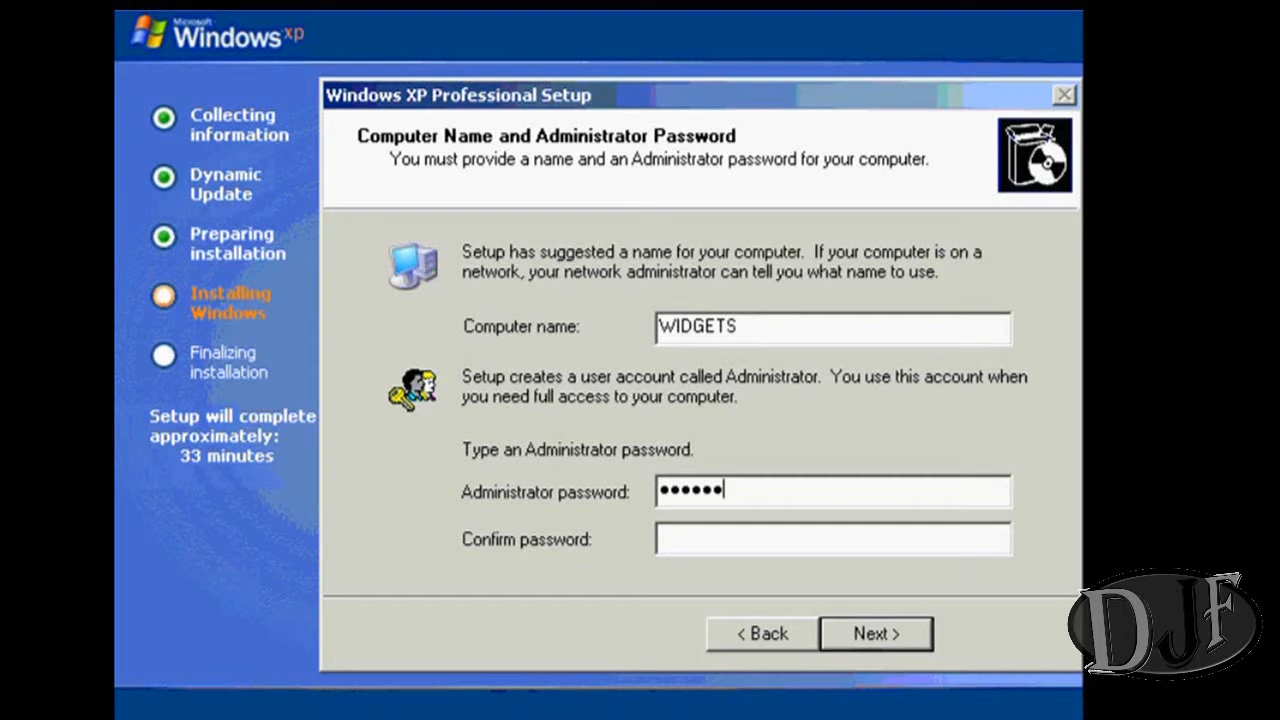 Microsoft
Windows xp
Collecting
information
Dynamic
Update
Preparing
installation
Installing
Windows
Finalizing
installation
Setup will complete
approximately:
33 minutes
Windows XP Professional Setup
Computer Name and Administrator Password
You must provide a name and an Administrator password for your computer.
Setup has suggested a name for your computer. If your computer is on a
network, your network administrator can tell you what name to use.
Computer name: WIDGETS
Setup creates a user account called Administrator. You use this account when
you need full access to your computer.
Type an Administrator password.
Administrator password: ●●●●●●
Confirm password:
< Back Next >
DJF